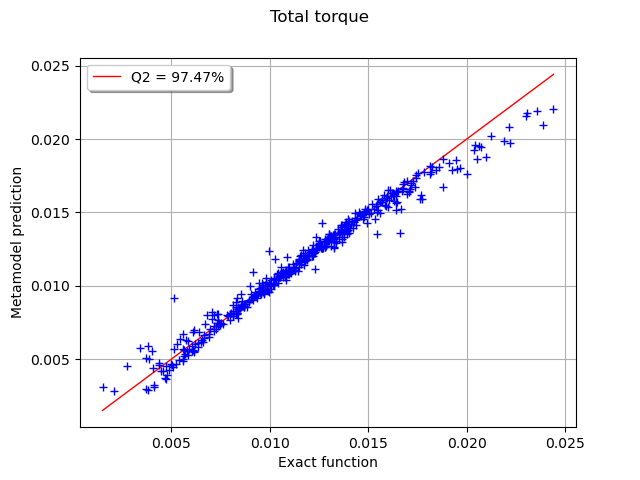 Total torque
Q2 = 97.47%
0.025
0.020
0.015
0.010
0.005
Metamodel prediction
0.005 0.010 0.015 0.020 0.025
Exact function